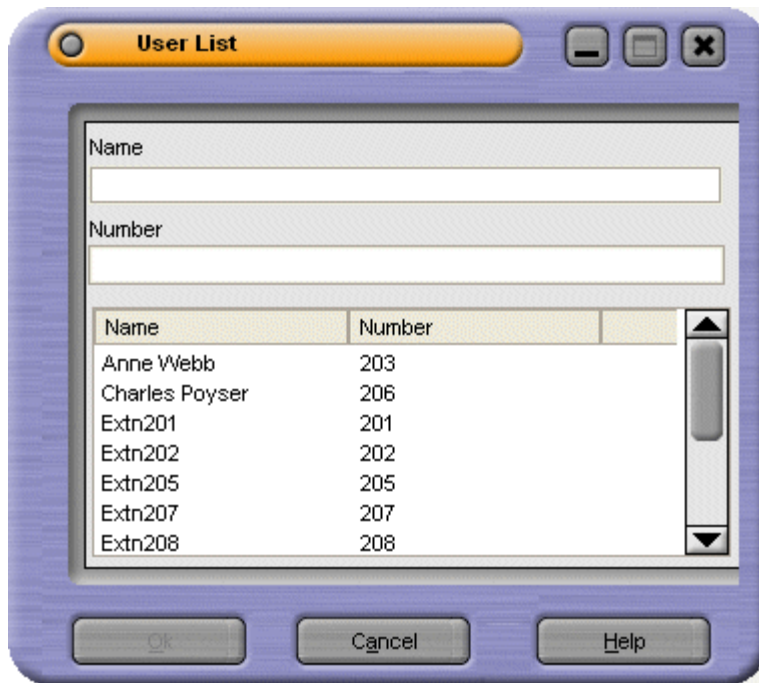 User List
Name
Number
Name Number
Anne Webb 203
Charles Poyser 206
Extn201 201
Extn202 202
Extn205 205
Extn207 207
Extn208 208
Ok Cancel Help